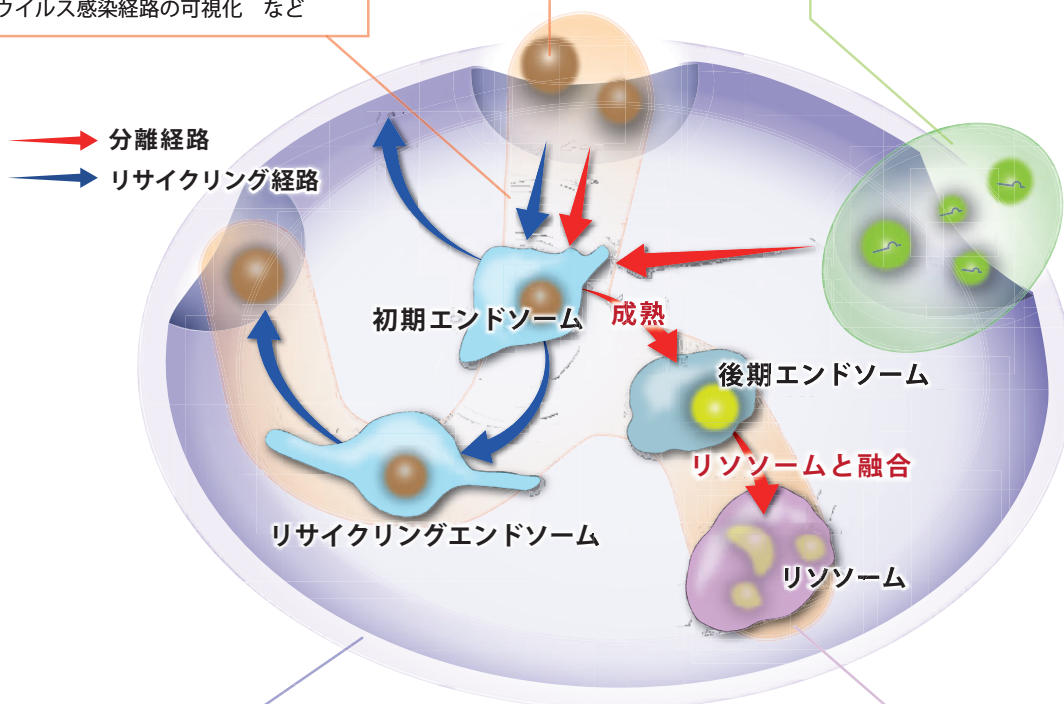 ウイルス感染経路の可視化　など
分離経路
リサイクリング経路
初期エンドソーム
成熟
後期エンドソーム
リソソームと融合
リサイクリングエンドソーム
リソソーム